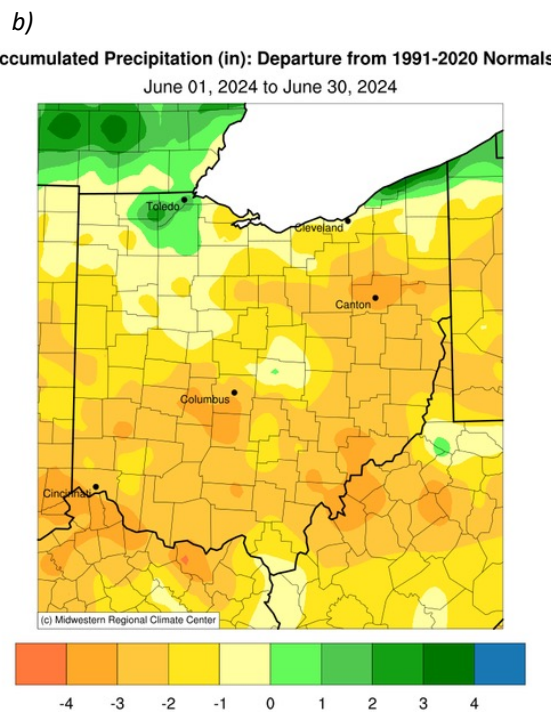 b)
ccumulated Precipitation (in): Departure from 1991-2020 Normals
June 01, 2024 to June 30, 2024
Toledo
Cleveland
Canton
Columbus
Cincinnati
(c) Midwestern Regional Climate Center
-4 -3 -2 -1 0 1 2 3 4